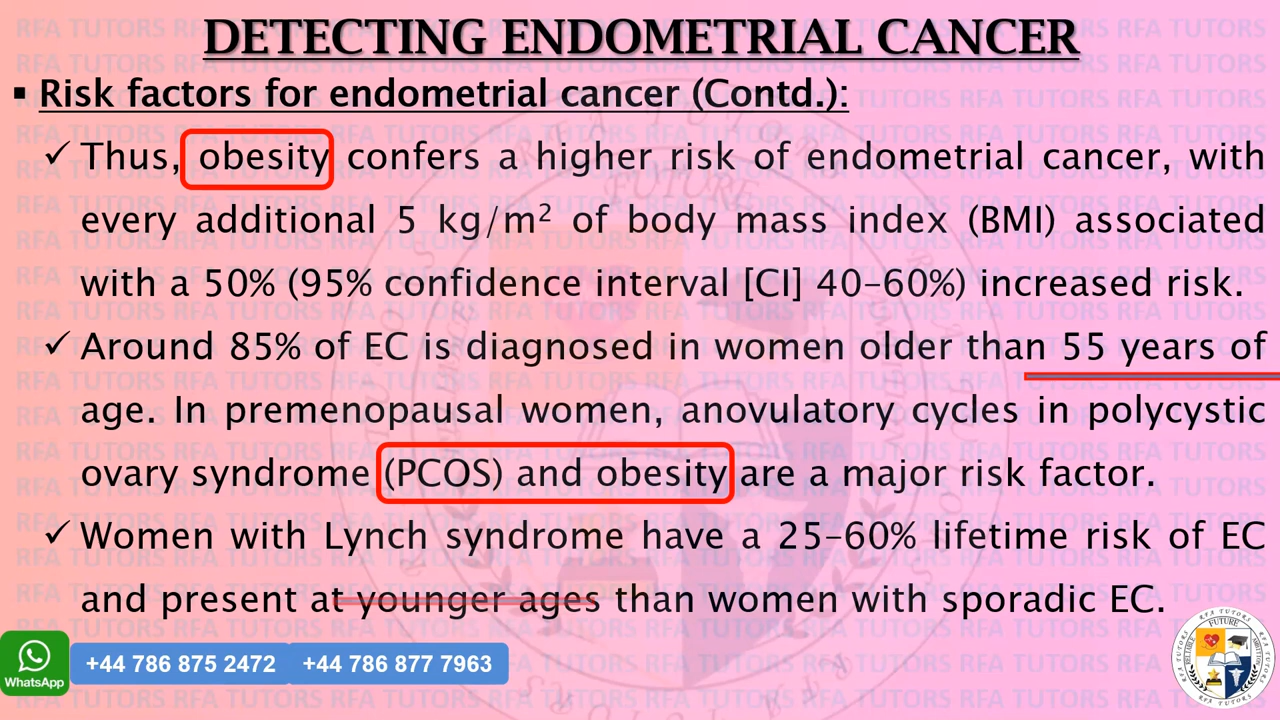 DETECTING ENDOMETRIAL CANCER
▪ Risk factors for endometrial cancer (Contd.):
✓ Thus, obesity confers a higher risk of endometrial cancer, with
every additional 5 kg/m² of body mass index (BMI) associated
with a 50% (95% confidence interval [CI] 40–60%) increased risk.
✓ Around 85% of EC is diagnosed in women older than 55 years of
age. In premenopausal women, anovulatory cycles in polycystic
ovary syndrome (PCOS) and obesity are a major risk factor.
✓ Women with Lynch syndrome have a 25–60% lifetime risk of EC
and present at younger ages than women with sporadic EC.
WhatsApp
+44 786 875 2472 +44 786 877 7963
RFA TUTORS
FUTURE